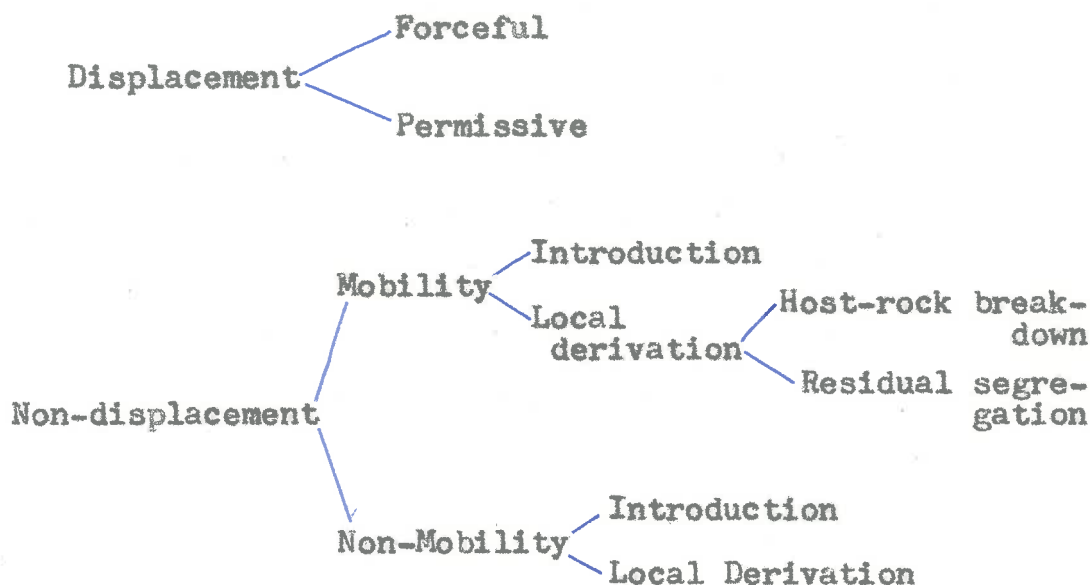 Forceful
Displacement
Permissive
Introduction
Mobility
Local
derivation
Host-rock break-
down
Residual segre-
gation
Non-displacement
Introduction
Non-Mobility
Local Derivation